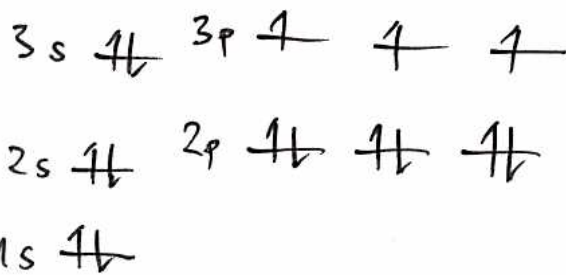 3s ⥮ 3p ↿ ↿ ↿
2s ⥮ 2p ⥮ ⥮ ⥮
1s ⥮